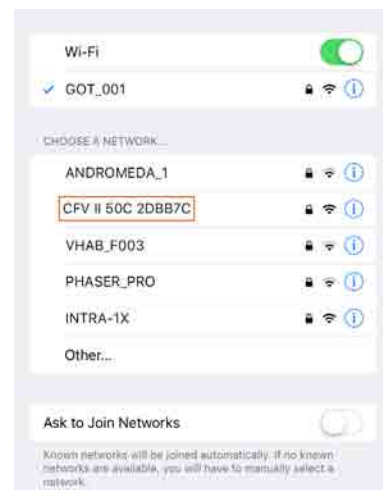 Wi-Fi
GOT_001
CHOOSE A NETWORK...
ANDROMEDA_1
CFV II 50C 2DBB7C
VHAB_F003
PHASER_PRO
INTRA-1X
Other...
Ask to Join Networks
Known networks will be joined automatically. If no known
networks are available, you will have to manually select a
network.